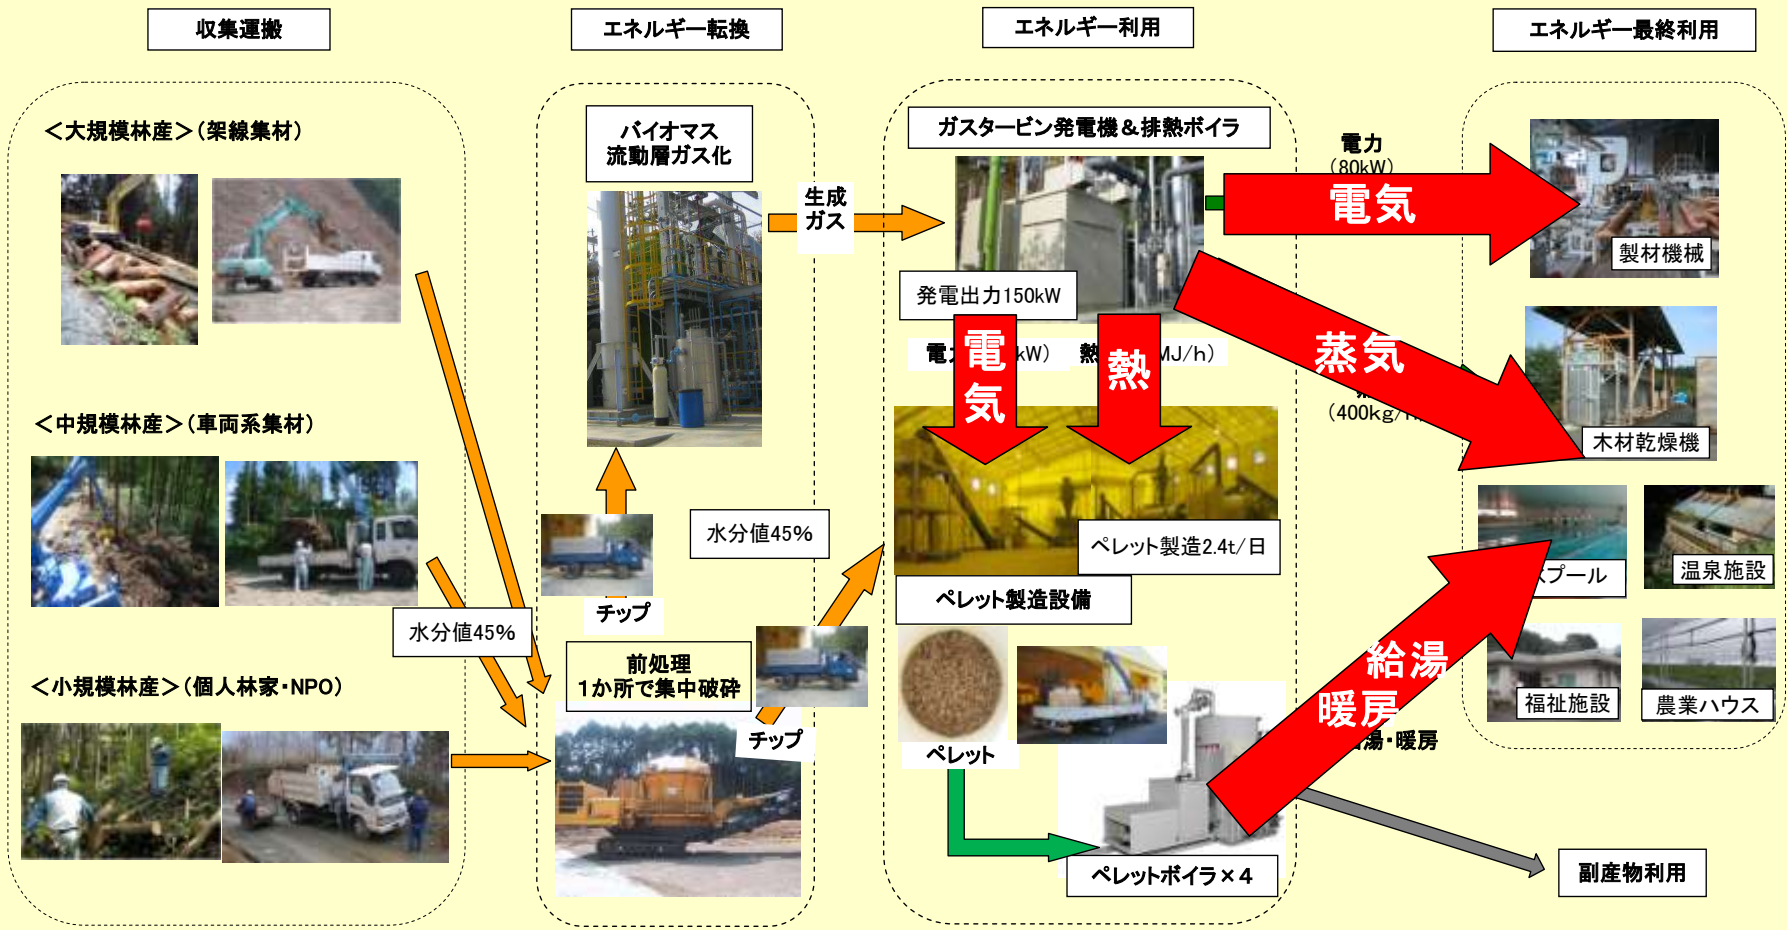 収集運搬
エネルギー転換
エネルギー利用
エネルギー最終利用
＜大規模林産＞（架線集材）
＜中規模林産＞（車両系集材）
＜小規模林産＞（個人林家・NPO）
水分値45%
バイオマス
流動層ガス化
生成
ガス
チップ
水分値45%
前処理
1か所で集中破砕
チップ
ガスタービン発電機＆排熱ボイラ
発電出力150kW
電
kW）
熱
MJ/h）
電気
熱
ペレット製造2.4t/日
ペレット製造設備
ペレット
ペレットボイラ×4
電力
（80kW）
電気
蒸気
（400kg/
給湯
暖房
湯・暖房
製材機械
木材乾燥機
プール
温泉施設
福祉施設
農業ハウス
副産物利用